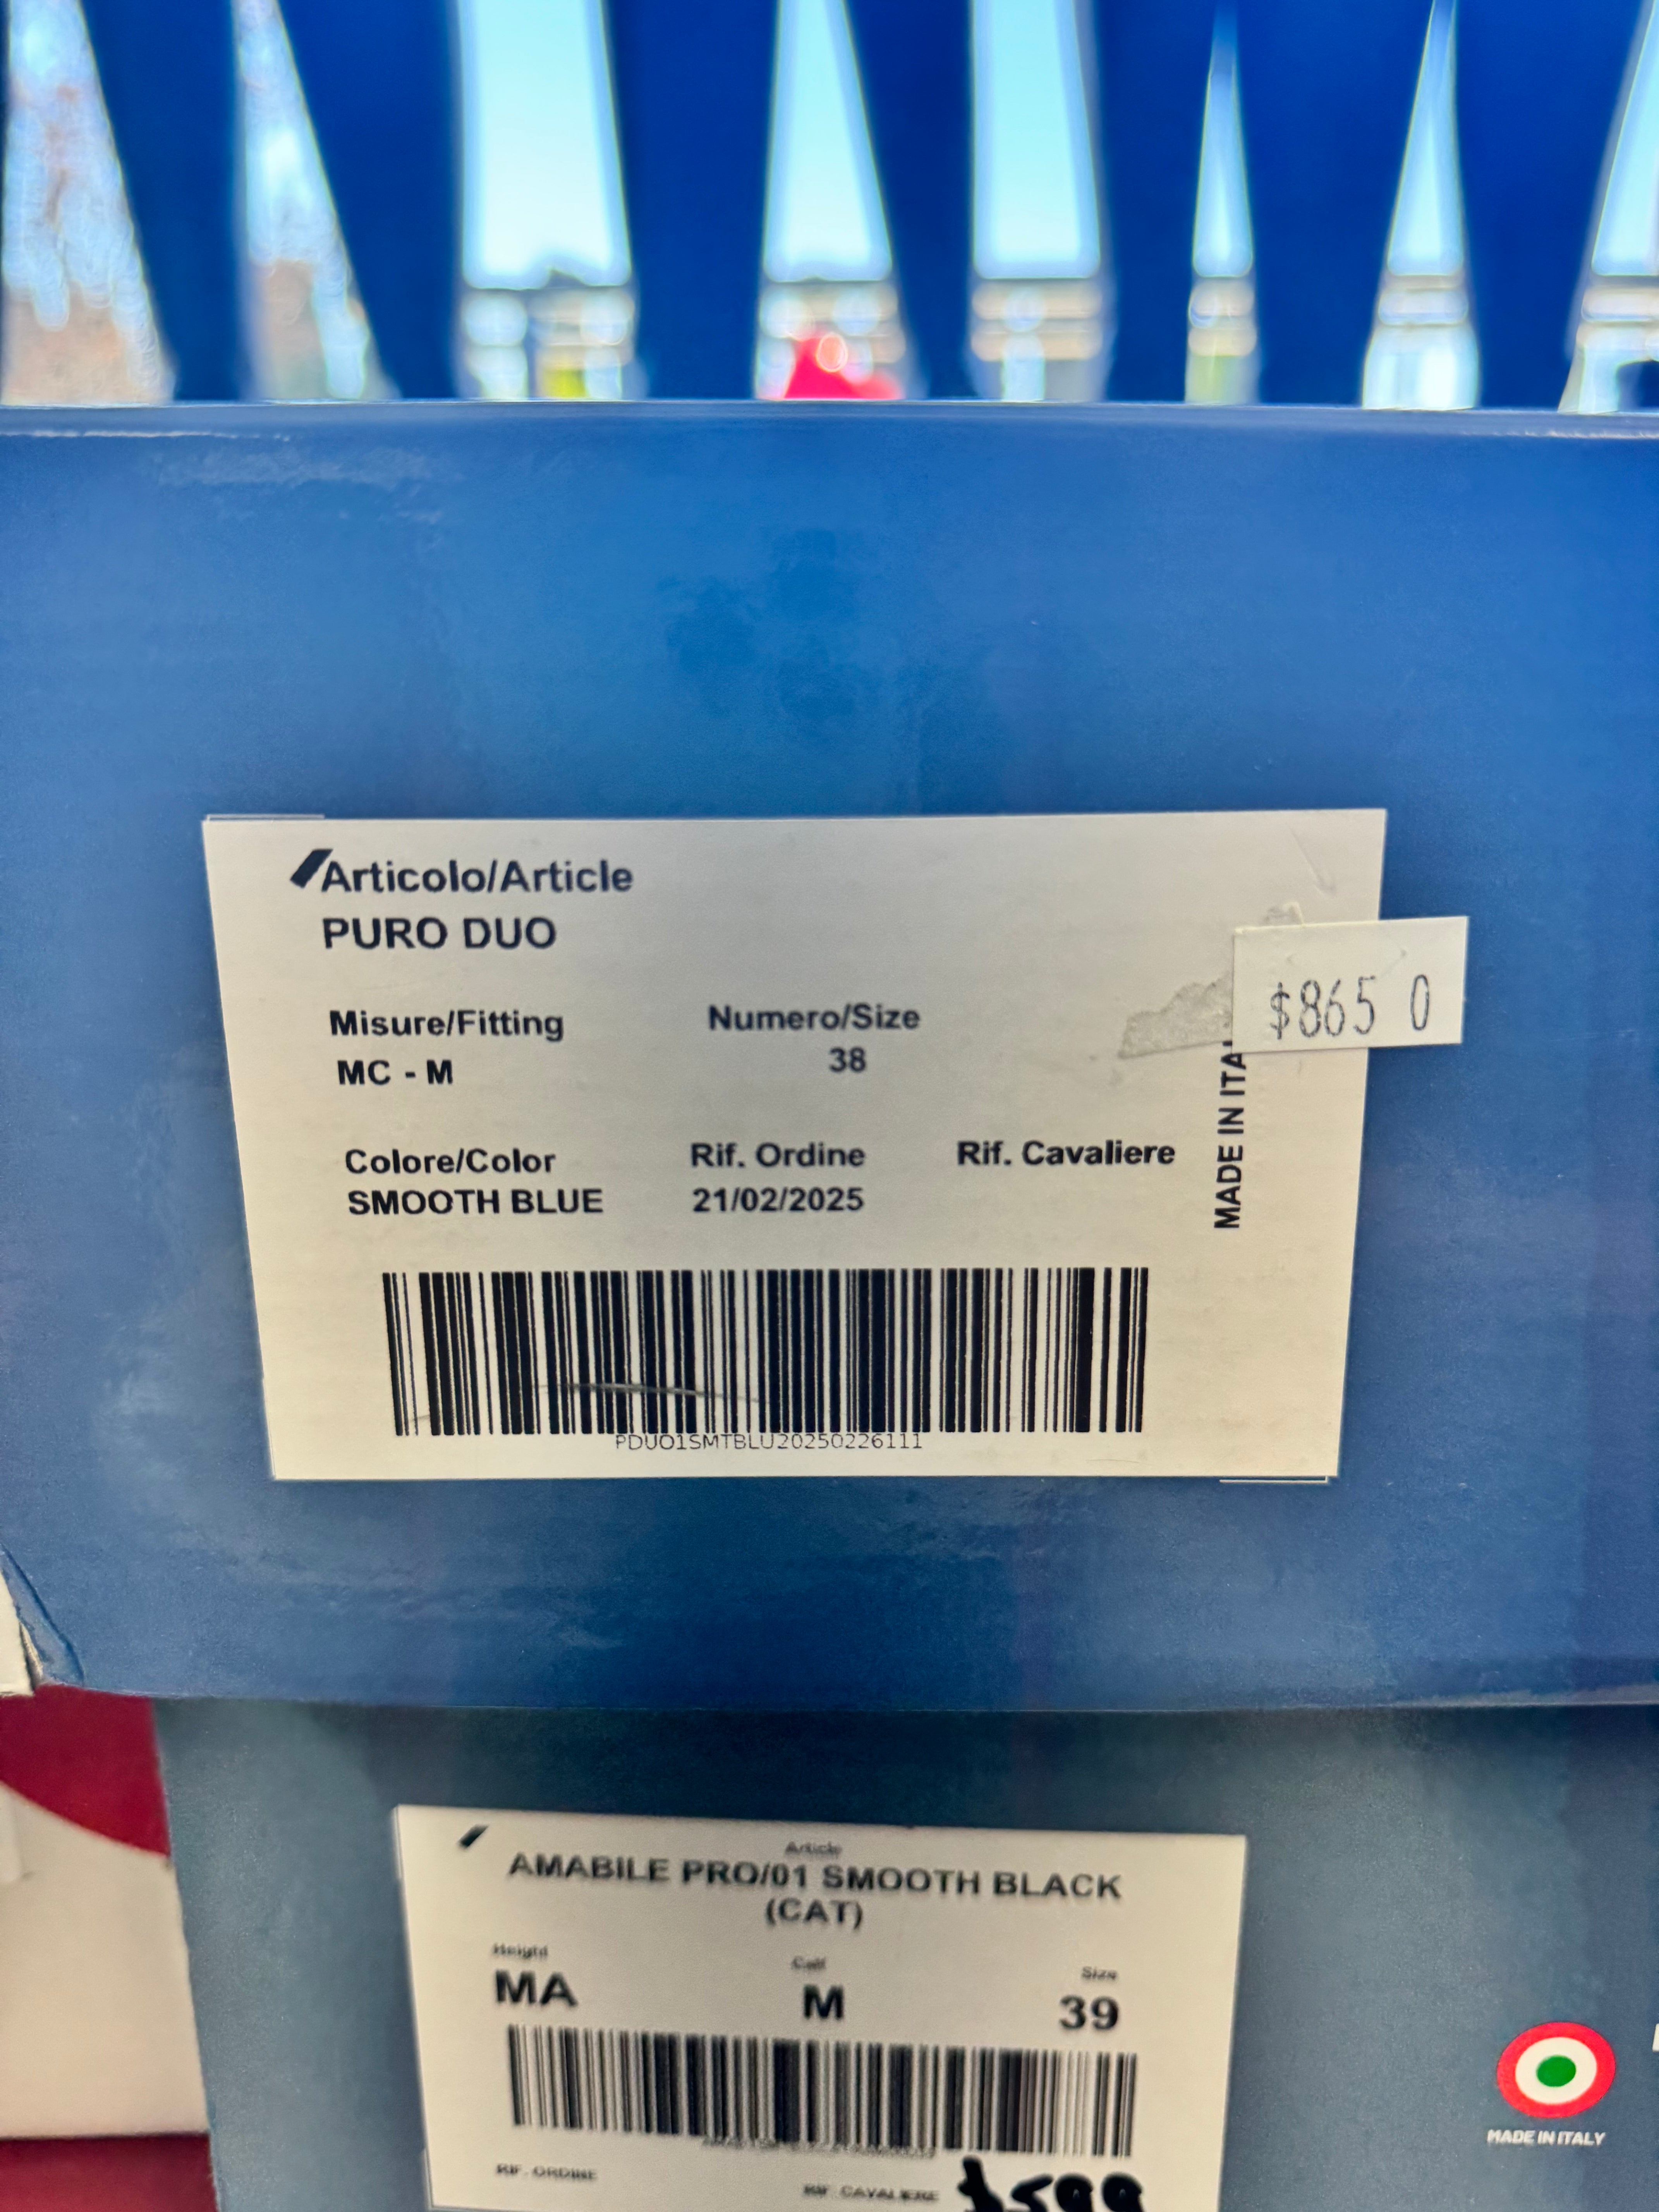 Articolo/Article
PURO DUO
$865 0
Misure/Fitting Numero/Size
MC - M 38
MADE IN ITA
Colore/Color Rif. Ordine Rif. Cavaliere
SMOOTH BLUE 21/02/2025
PDUO1SMTBLU20250226111
Article
AMABILE PRO/01 SMOOTH BLACK
(CAT)
Height Calf Size
MA M 39
MADE IN ITALY
RIF. ORDINE
RIF. CAVALIERE
$599